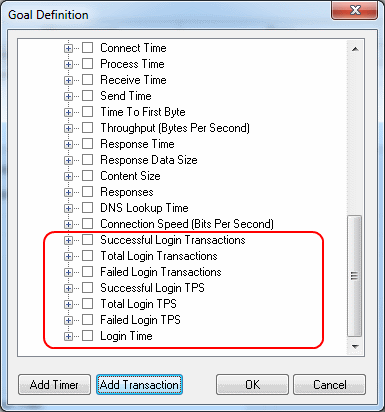 Goal Definition
Connect Time
Process Time
Receive Time
Send Time
Time To First Byte
Throughput (Bytes Per Second)
Response Time
Response Data Size
Content Size
Responses
DNS Lookup Time
Connection Speed (Bits Per Second)
Successful Login Transactions
Total Login Transactions
Failed Login Transactions
Successful Login TPS
Total Login TPS
Failed Login TPS
Login Time
Add Timer Add Transaction OK Cancel